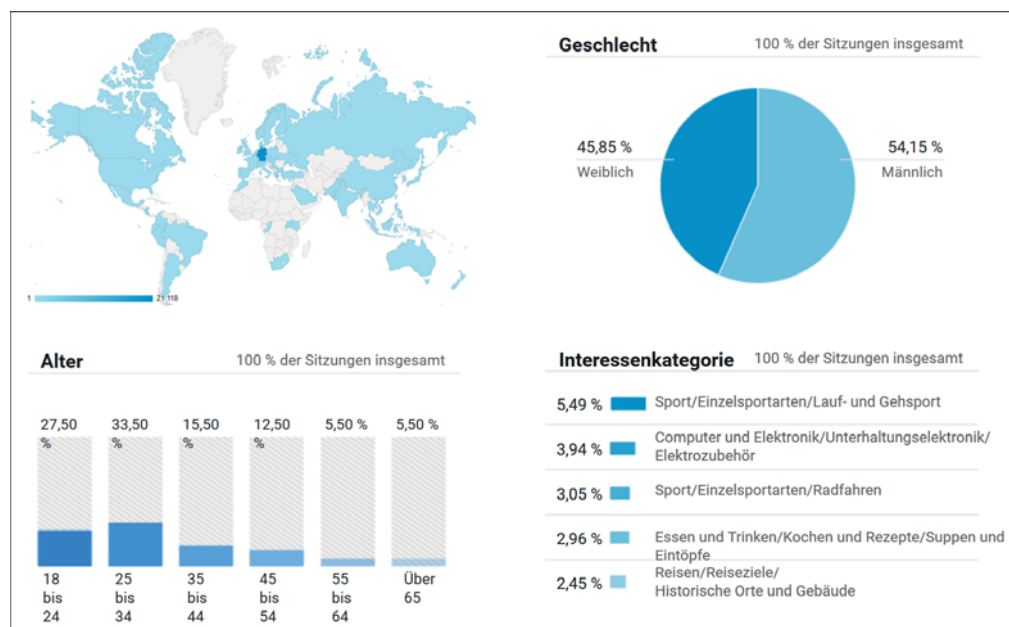 1
21 118
Geschlecht
100 % der Sitzungen insgesamt
45,85 %
Weiblich
54,15 %
Männlich
Alter
100 % der Sitzungen insgesamt
27,50
%
33,50
%
15,50
%
12,50
%
5,50 %
5,50 %
18
bis
24
25
bis
34
35
bis
44
45
bis
54
55
bis
64
Über
65
Interessenkategorie
100 % der Sitzungen insgesamt
5,49 %
Sport/Einzelsportarten/Lauf- und Gehsport
3,94 %
Computer und Elektronik/Unterhaltungselektronik/
Elektrozubehör
3,05 %
Sport/Einzelsportarten/Radfahren
2,96 %
Essen und Trinken/Kochen und Rezepte/Suppen und
Eintöpfe
2,45 %
Reisen/Reiseziele/
Historische Orte und Gebäude